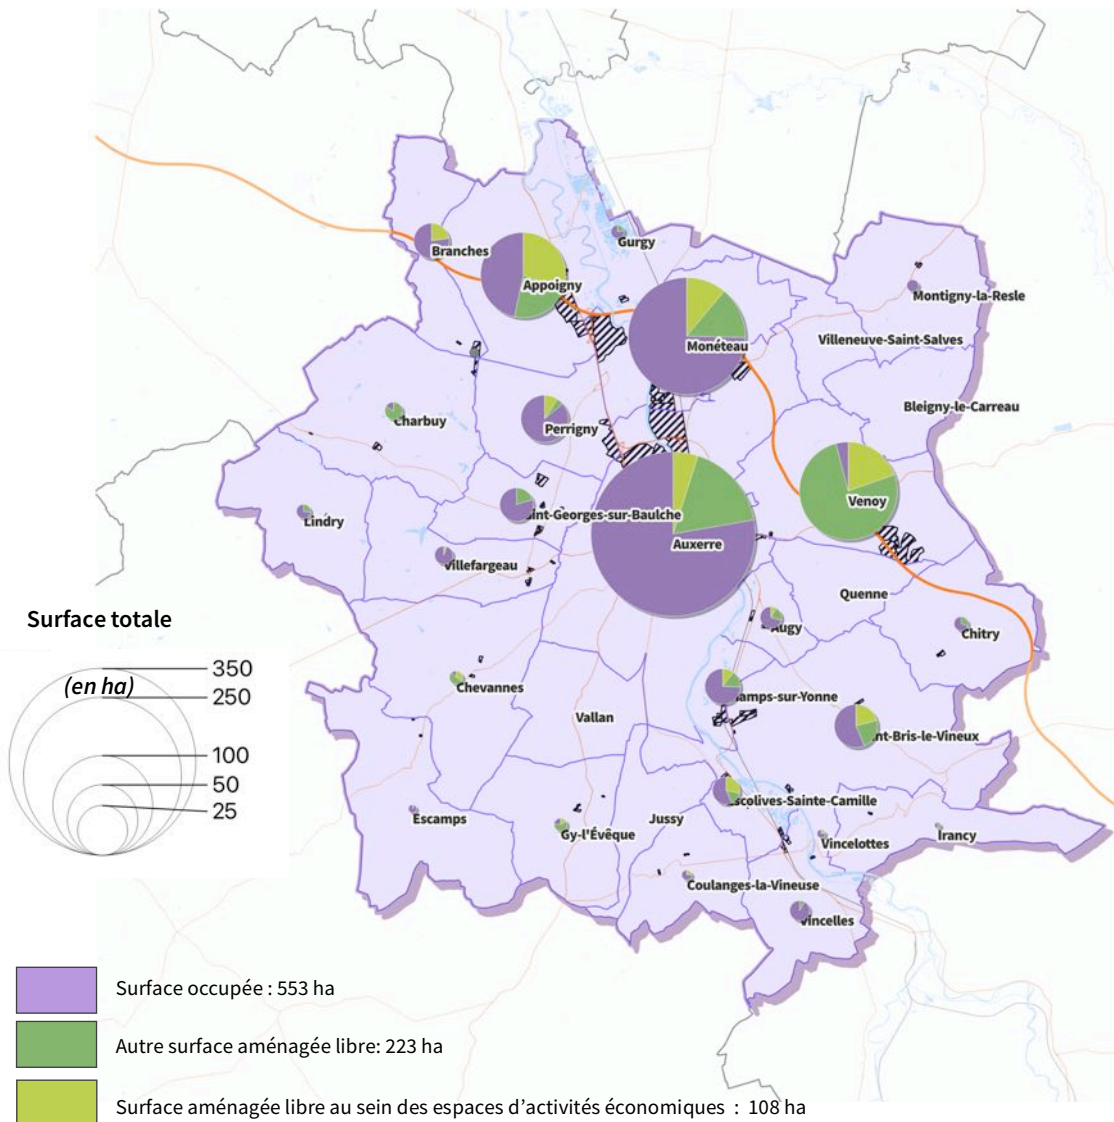 Gurgy
Branches
Appoigny
Montigny-la-Resle
Monéteau
Villeneuve-Saint-Salves
Bleigny-le-Carreau
Charbuy
Perrigny
Venoy
Lindry
int-Georges-sur-Baulche
Auxerre
Villefargeau
Quenne
Surface totale
Augy
Chitry
350
(en ha)
250
Chevannes
amps-sur-Yonne
Vallan
nt-Bris-le-Vineux
100
50
25
Escolives-Sainte-Camille
Escamps
Jussy
Gy-l'Évêque
Irancy
Vincelottes
Coulanges-la-Vineuse
Vincelles
Surface occupée : 553 ha
Autre surface aménagée libre: 223 ha
Surface aménagée libre au sein des espaces d’activités économiques : 108 ha